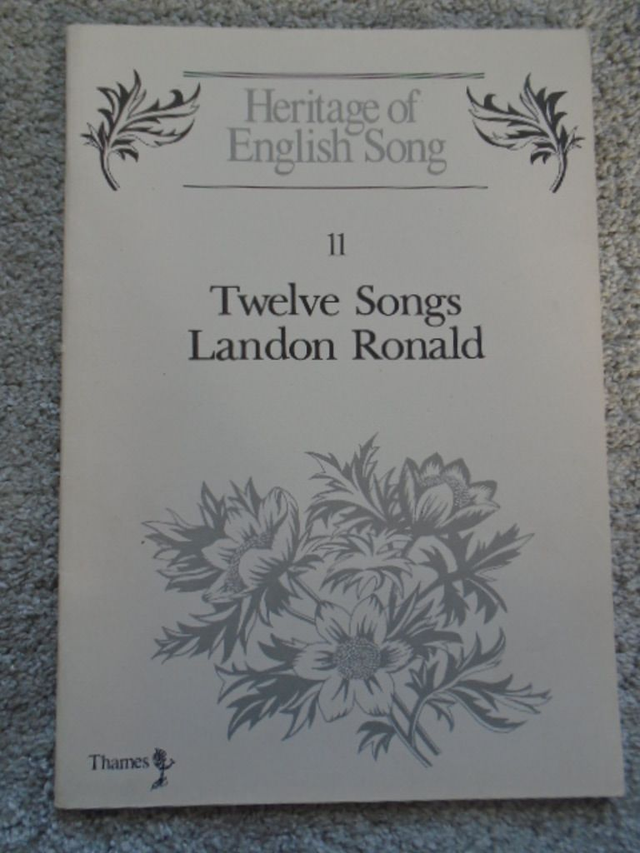 Heritage of
English Song
11
Twelve Songs
Landon Ronald
Thames